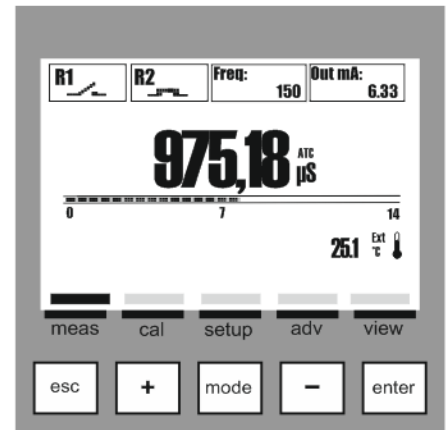 R1 R2 Freq: 150 Out mA: 6.33
975,18 ATC µS
0 7 14
25.1 Ext °C
meas cal setup adv view
esc + mode – enter